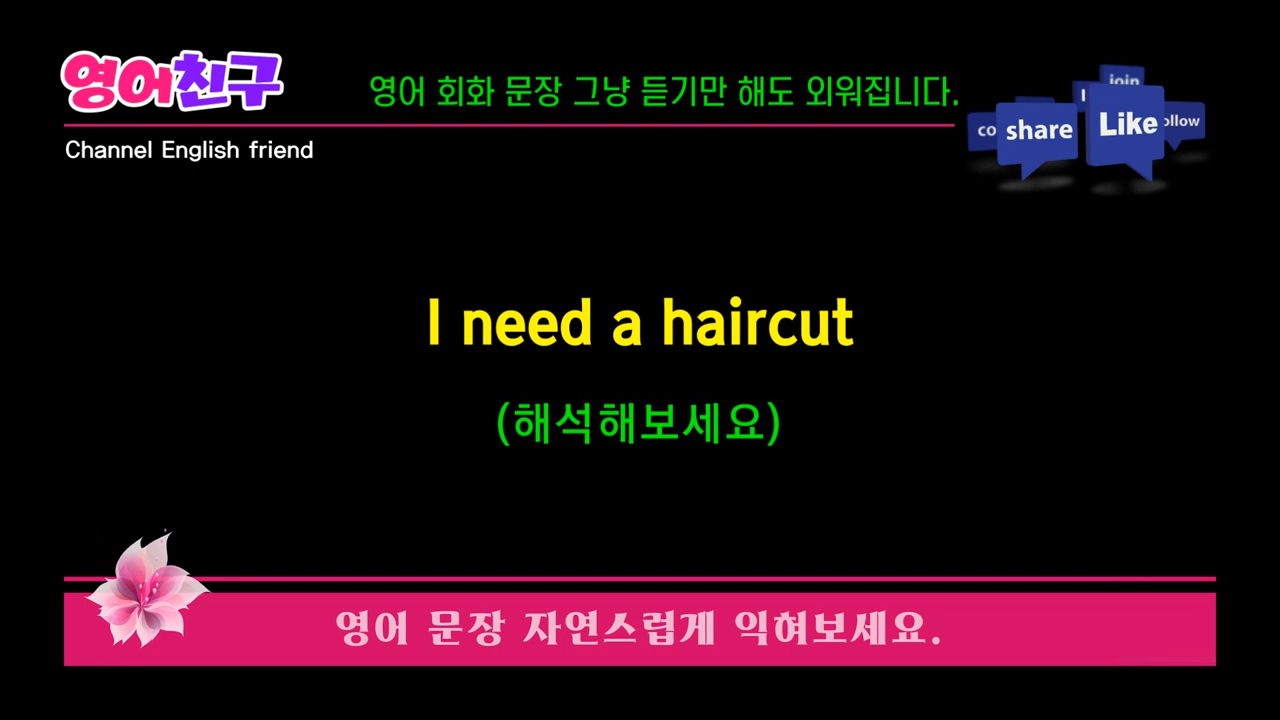 영어친구
영어 회화 문장 그냥 듣기만 해도 외워집니다.
Channel English friend
join
co
share
Like
ollow
I need a haircut
(해석해보세요)
영어 문장 자연스럽게 익혀보세요.